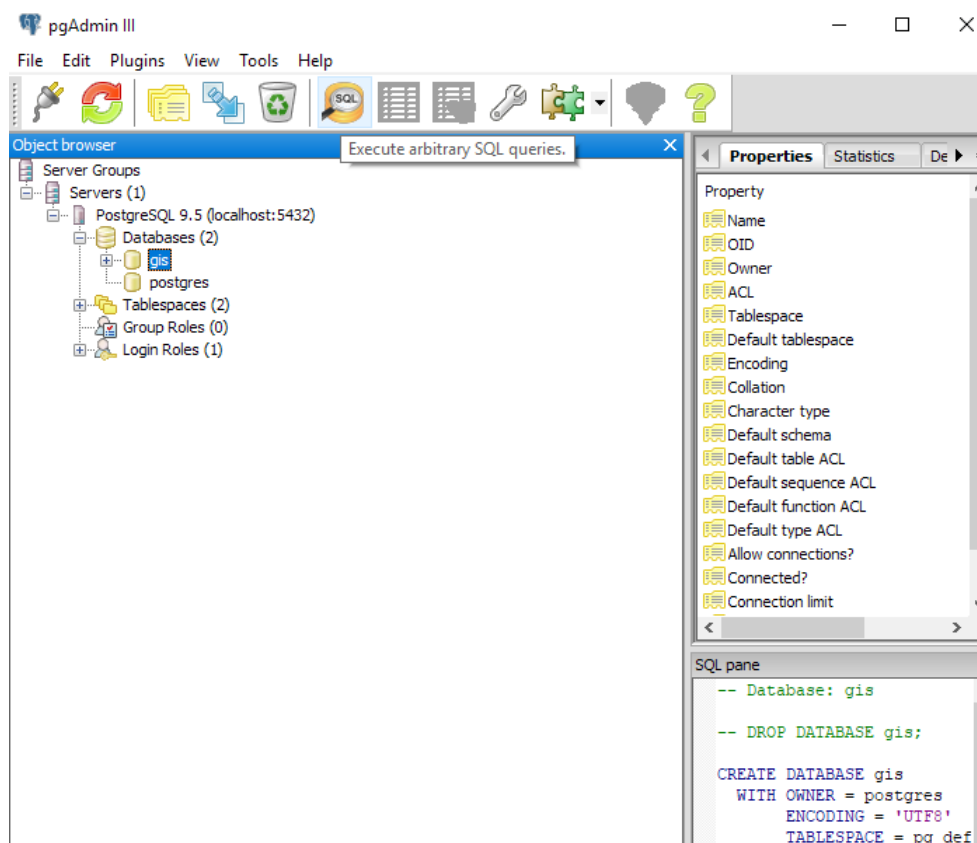 pgAdmin III
File Edit Plugins View Tools Help
SQL
Object browser
Execute arbitrary SQL queries.
Server Groups
Servers (1)
PostgreSQL 9.5 (localhost:5432)
Databases (2)
gis
postgres
Tablespaces (2)
Group Roles (0)
Login Roles (1)
Properties Statistics De
Property
Name
OID
Owner
ACL
Tablespace
Default tablespace
Encoding
Collation
Character type
Default schema
Default table ACL
Default sequence ACL
Default function ACL
Default type ACL
Allow connections?
Connected?
Connection limit
SQL pane
-- Database: gis
-- DROP DATABASE gis;
CREATE DATABASE gis
WITH OWNER = postgres
ENCODING = 'UTF8'
TABLESPACE = pg_def